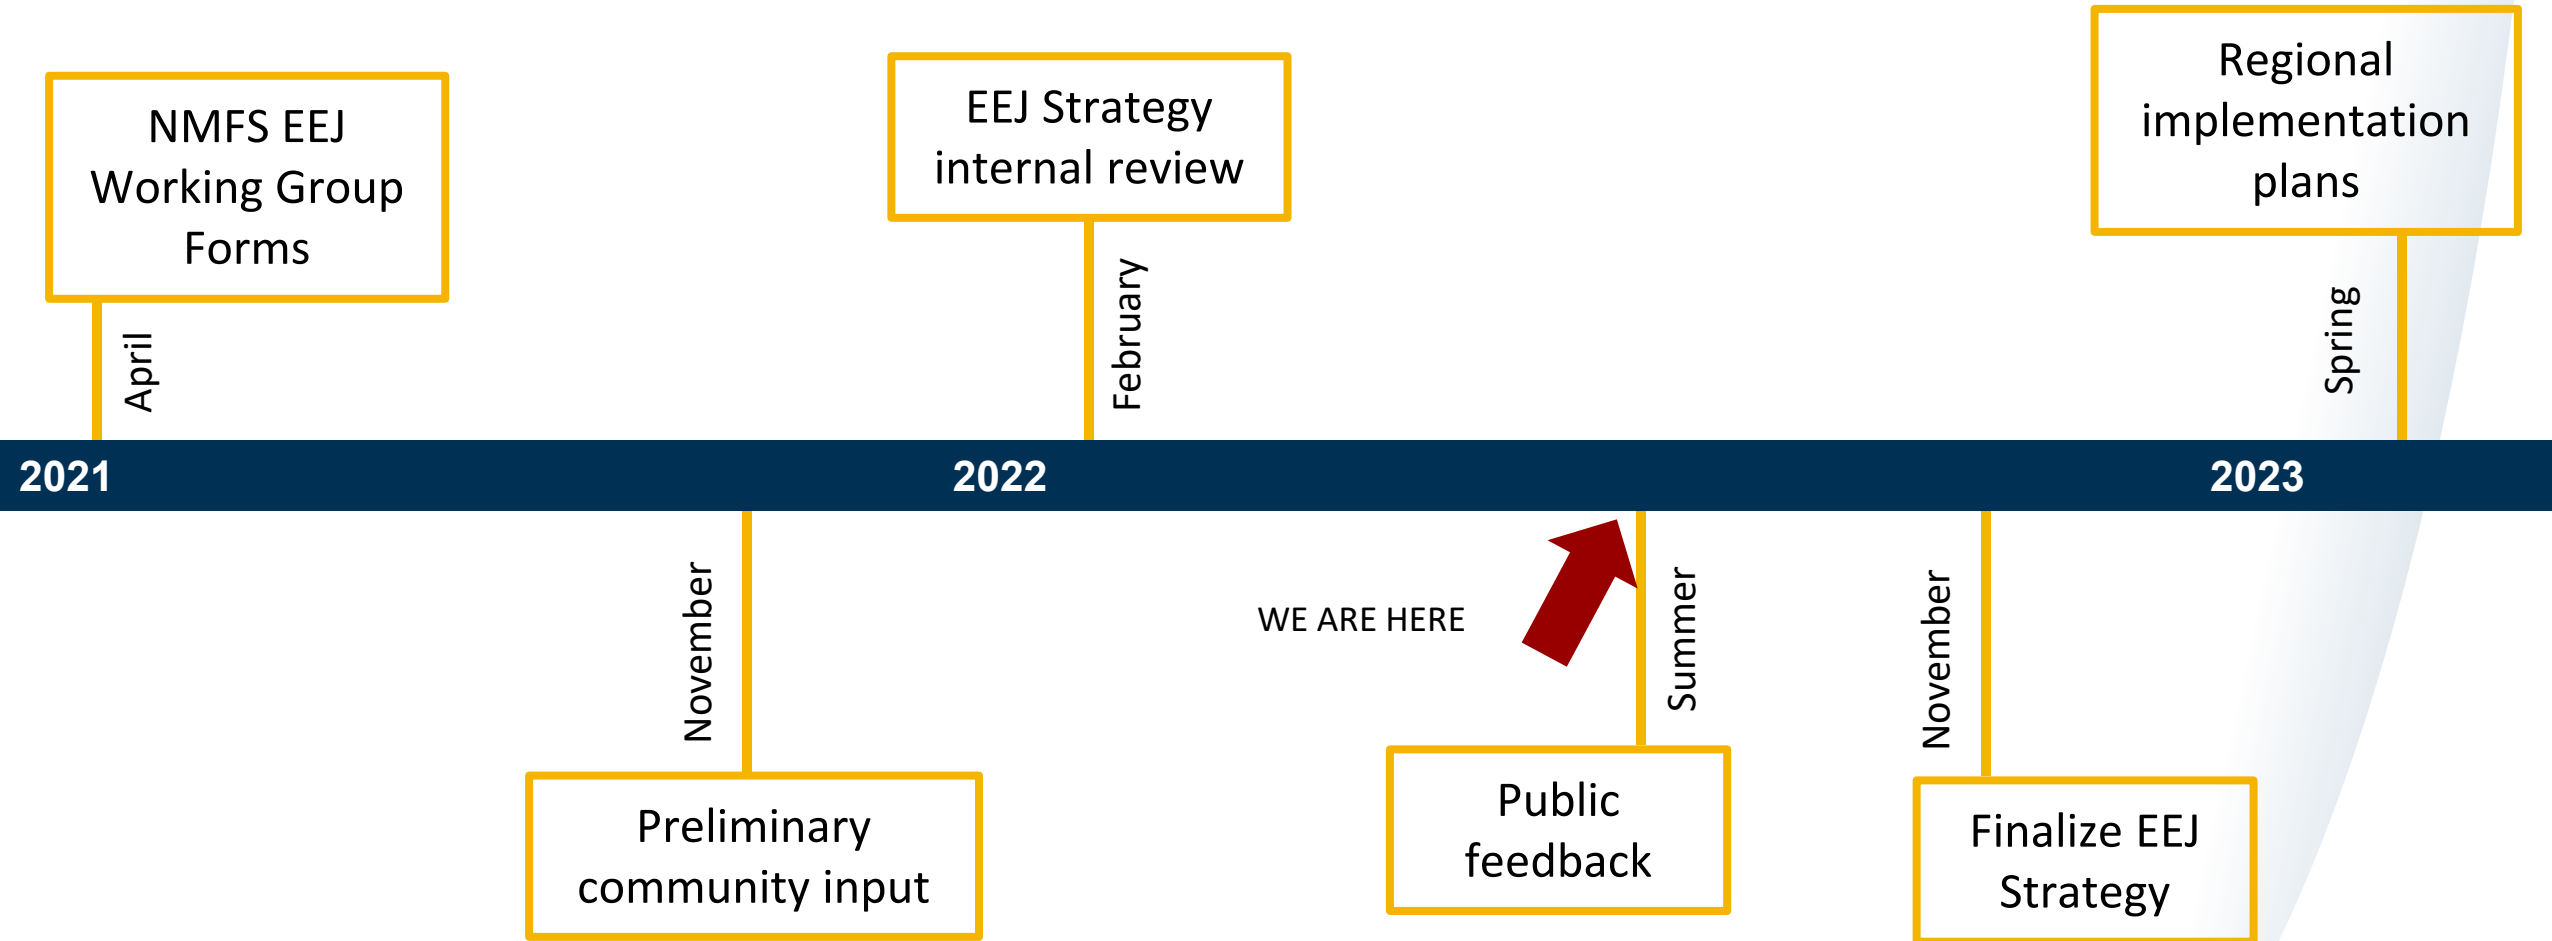 NMFS EEJ
Working Group
Forms
April
EEJ Strategy
internal review
February
Regional
implementation
plans
Spring
2021
2022
2023
November
Preliminary
community input
WE ARE HERE
Summer
Public
feedback
November
Finalize EEJ
Strategy